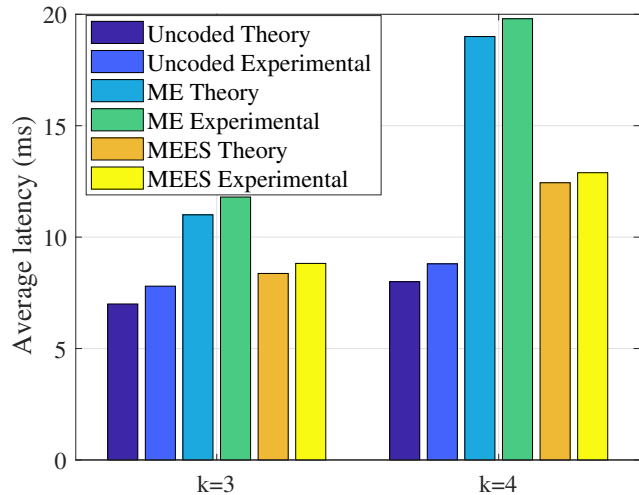 20
15
10
5
0
Average latency (ms)
Uncoded Theory
Uncoded Experimental
ME Theory
ME Experimental
MEES Theory
MEES Experimental
k=3
k=4